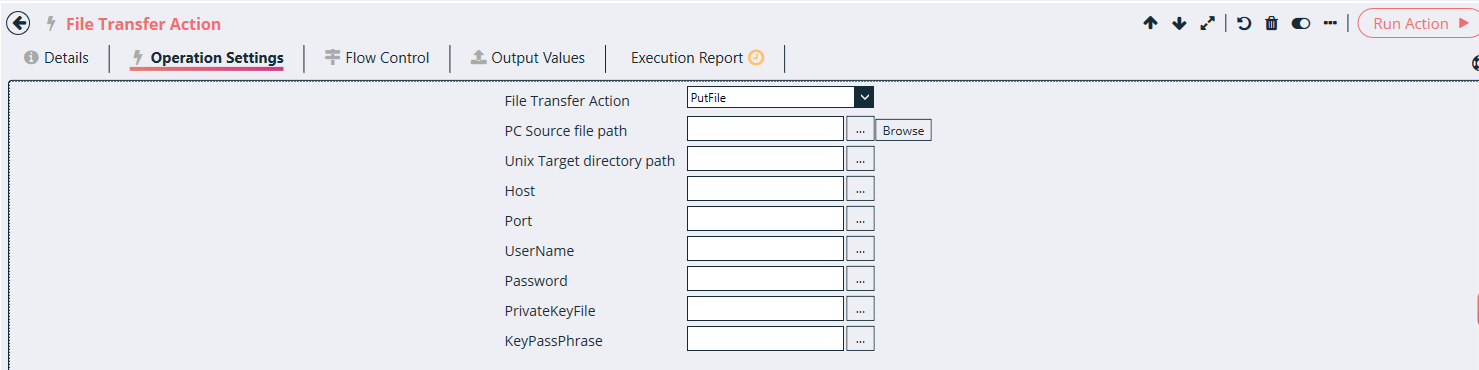 File Transfer Action
Run Action
Details Operation Settings Flow Control Output Values Execution Report
File Transfer Action PutFile
PC Source file path ... Browse
Unix Target directory path ...
Host ...
Port ...
UserName ...
Password ...
PrivateKeyFile ...
KeyPassPhrase ...